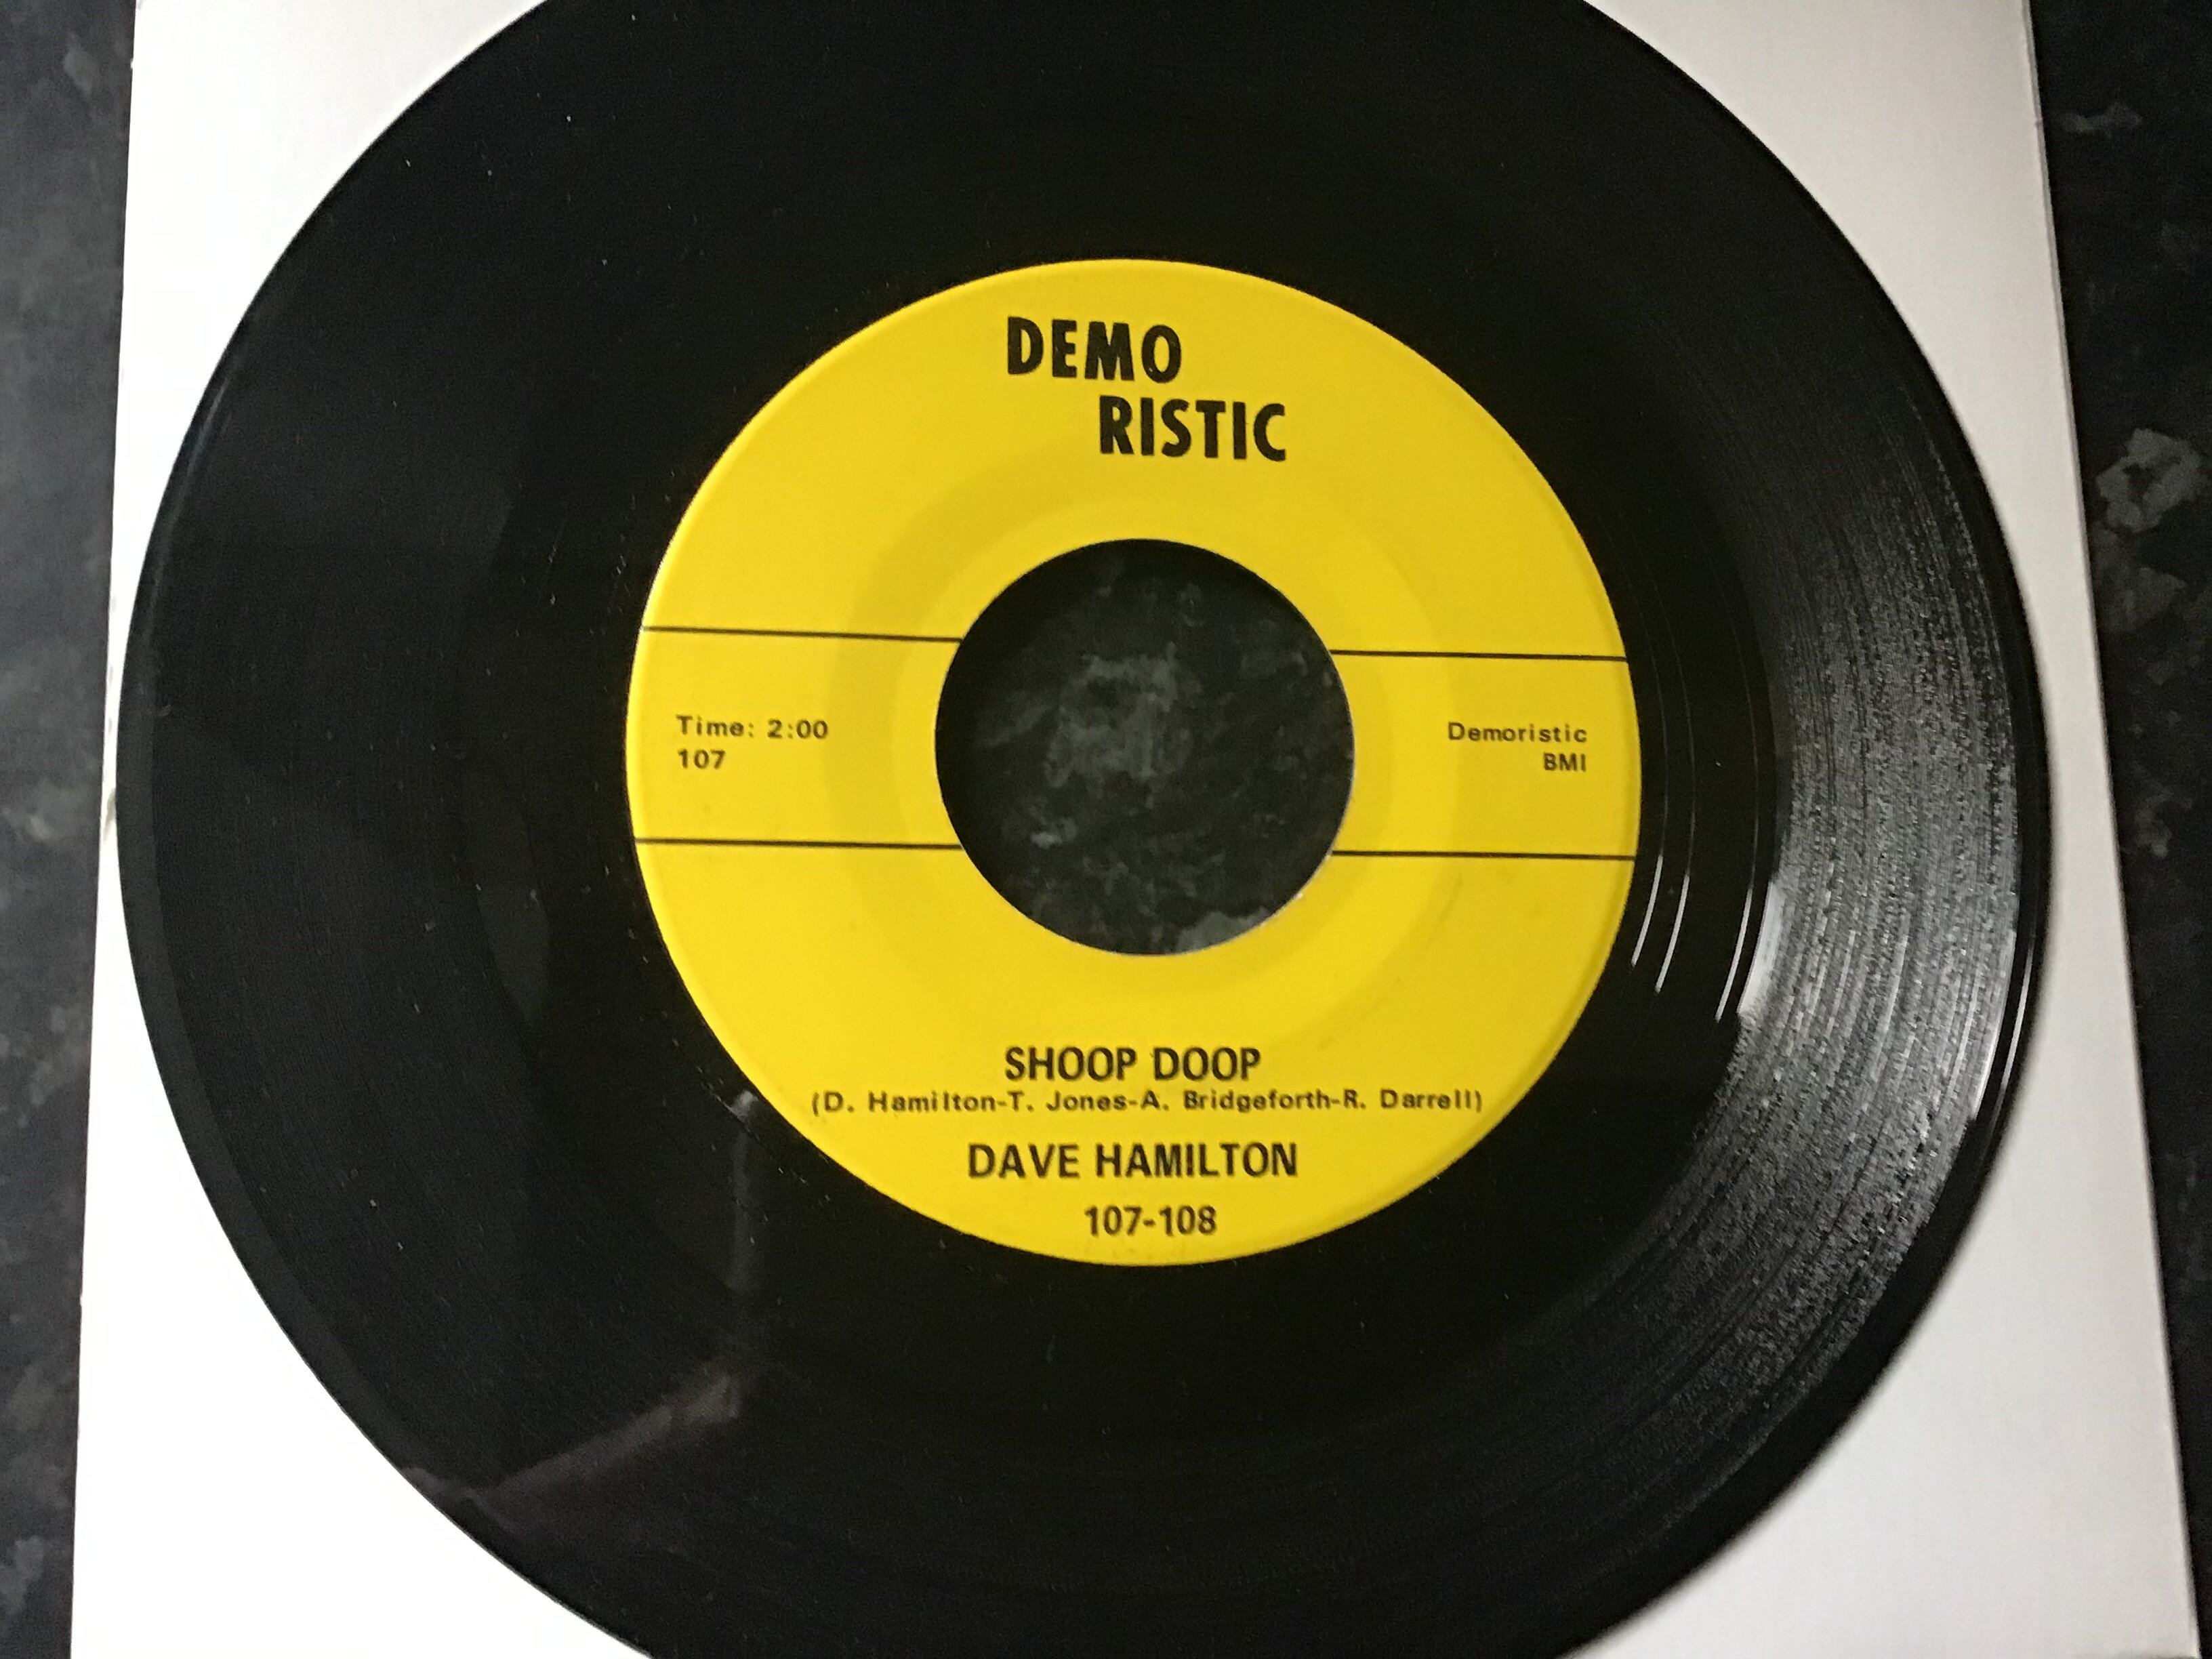 DEMO
RISTIC
Time: 2:00
107
Demoristic
BMI
SHOOP DOOP
(D. Hamilton-T. Jones-A. Bridgeforth-R. Darrell)
DAVE HAMILTON
107-108